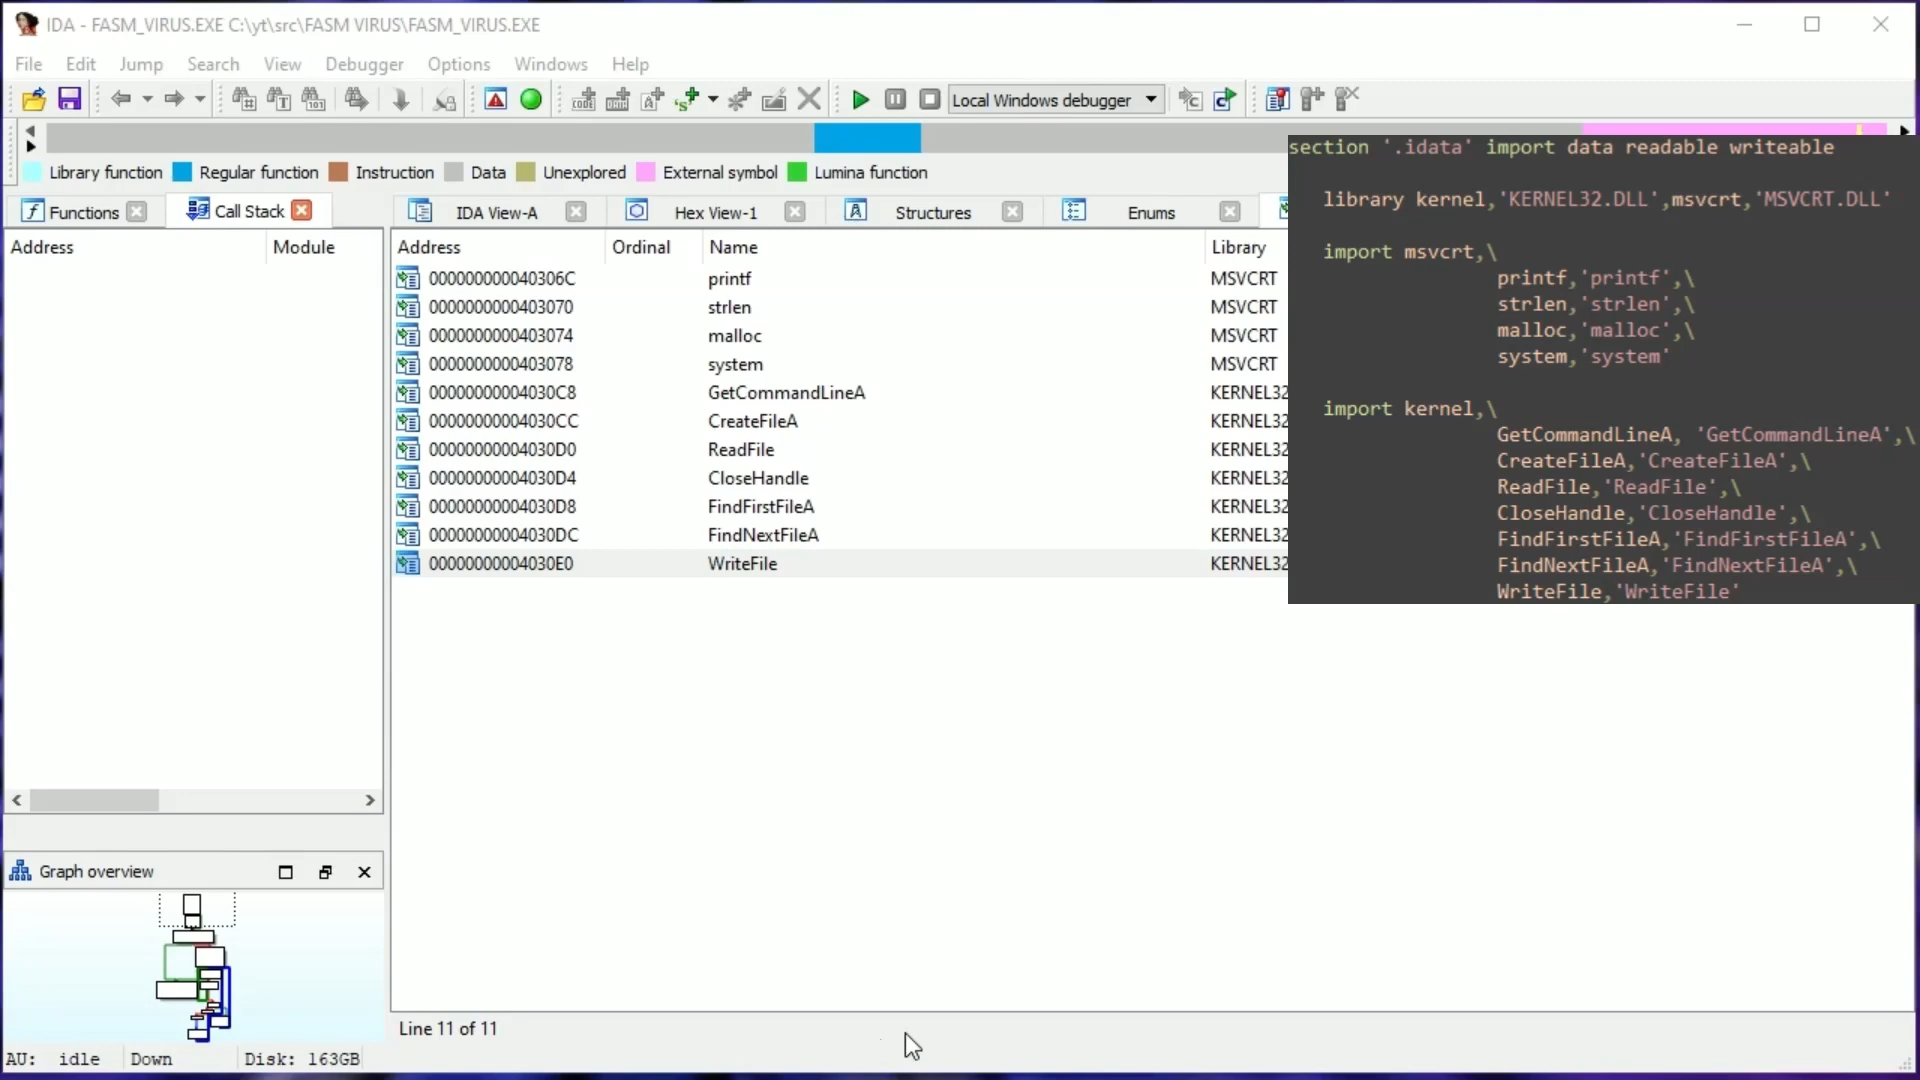 IDA - FASM_VIRUS.EXE C:\yt\src\FASM VIRUS\FASM_VIRUS.EXE
File Edit Jump Search View Debugger Options Windows Help
Local Windows debugger
Library function Regular function Instruction Data Unexplored External symbol Lumina function
Functions Call Stack IDA View-A Hex View-1 Structures Enums
Address Module
Address Ordinal Name Library
000000000040306C printf MSVCRT
0000000000403070 strlen MSVCRT
0000000000403074 malloc MSVCRT
0000000000403078 system MSVCRT
00000000004030C8 GetCommandLineA KERNEL32
00000000004030CC CreateFileA KERNEL32
00000000004030D0 ReadFile KERNEL32
00000000004030D4 CloseHandle KERNEL32
00000000004030D8 FindFirstFileA KERNEL32
00000000004030DC FindNextFileA KERNEL32
00000000004030E0 WriteFile KERNEL32
section '.idata' import data readable writeable
library kernel,'KERNEL32.DLL',msvcrt,'MSVCRT.DLL'
import msvcrt,\
printf,'printf',\
strlen,'strlen',\
malloc,'malloc',\
system,'system'
import kernel,\
GetCommandLineA, 'GetCommandLineA',\
CreateFileA,'CreateFileA',\
ReadFile,'ReadFile',\
CloseHandle,'CloseHandle',\
FindFirstFileA,'FindFirstFileA',\
FindNextFileA,'FindNextFileA',\
WriteFile,'WriteFile'
Graph overview
Line 11 of 11
AU: idle Down Disk: 163GB